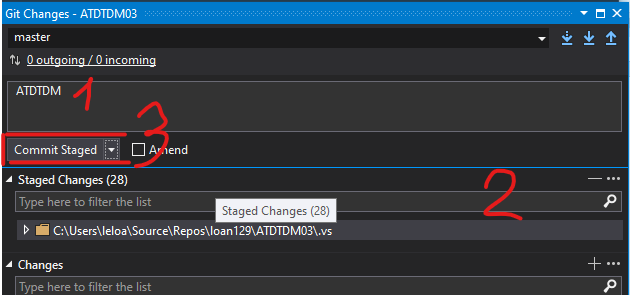 Git Changes - ATDTDM03
master
0 outgoing / 0 incoming
1
ATDTDM
3
Commit Staged
Amend
Staged Changes (28)
2
Type here to filter the list
Staged Changes (28)
C:\Users\leloa\Source\Repos\loan129\ATDTDM03\.vs
Changes
Type here to filter the list